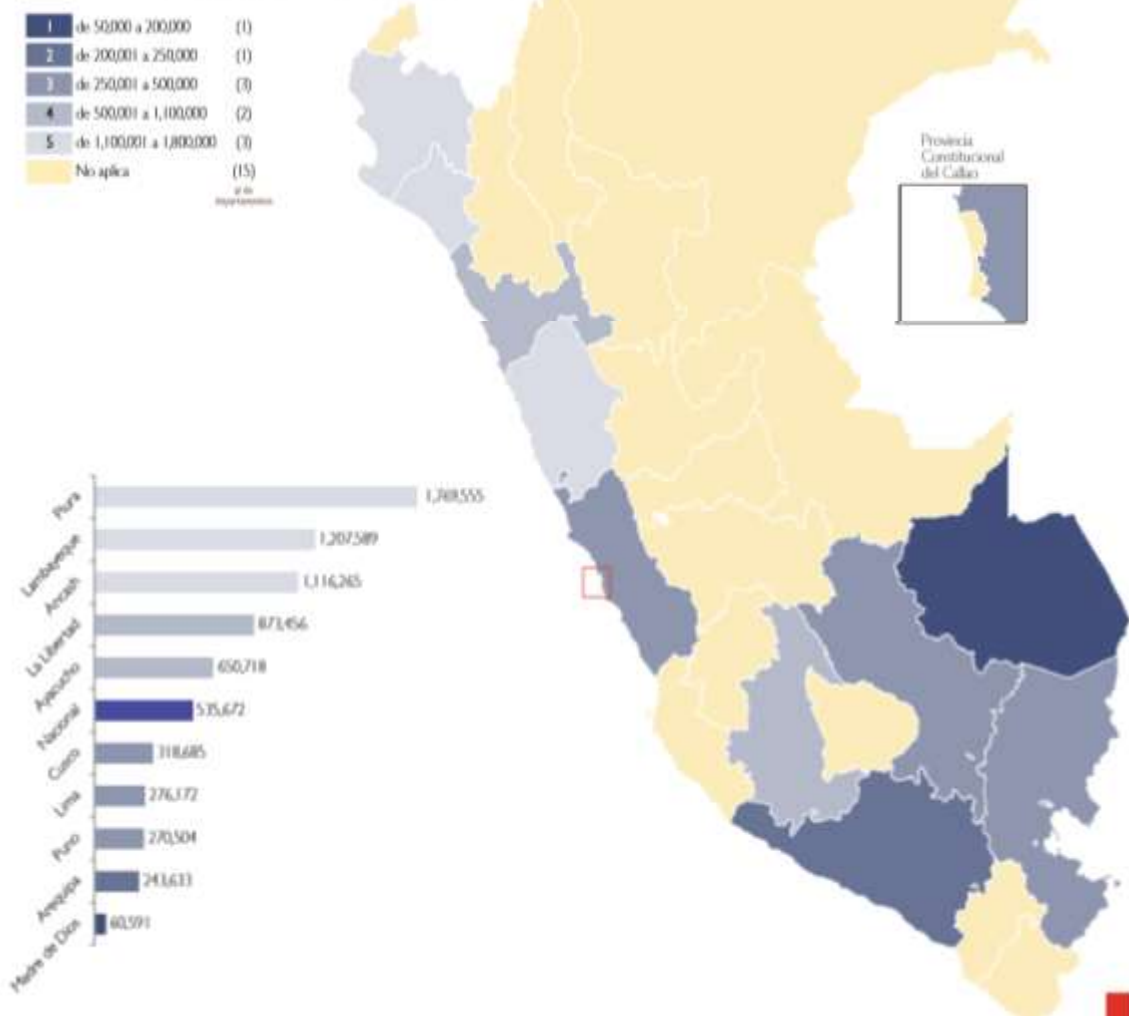 1 de 50,000 a 200,000 (1)
2 de 200,001 a 250,000 (1)
3 de 250,001 a 500,000 (3)
4 de 500,001 a 1,100,000 (2)
5 de 1,100,001 a 1,800,000 (3)
No aplica (15)
# de
departamentos
Provincia
Constitucional
del Callao
Piura 1,769,555
Lambayeque 1,207,589
Ancash 1,116,265
La Libertad 873,456
Ayacucho 650,718
Nacional 535,672
Cusco 318,685
Lima 276,172
Puno 270,504
Arequipa 243,633
Madre de Dios 60,591